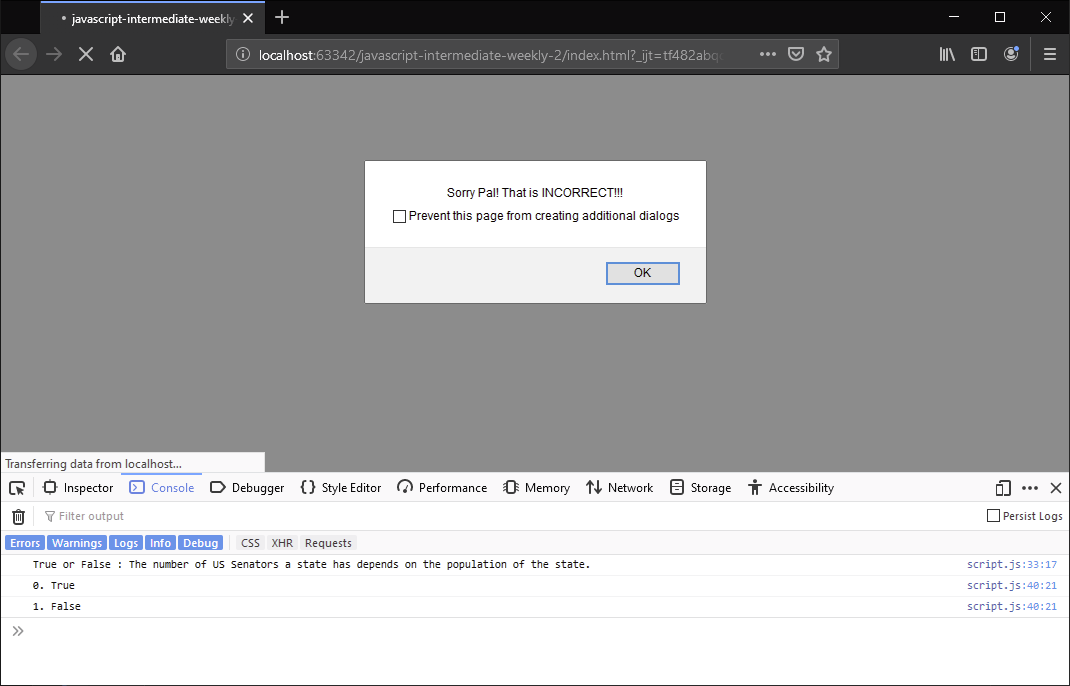 javascript-intermediate-weekly
localhost:63342/javascript-intermediate-weekly-2/index.html?_ijt=tf482abq
Sorry Pal! That is INCORRECT!!!
Prevent this page from creating additional dialogs
OK
Transferring data from localhost...
Inspector Console Debugger Style Editor Performance Memory Network Storage Accessibility
Filter output Persist Logs
Errors Warnings Logs Info Debug CSS XHR Requests
True or False : The number of US Senators a state has depends on the population of the state. script.js:33:17
0. True script.js:40:21
1. False script.js:40:21